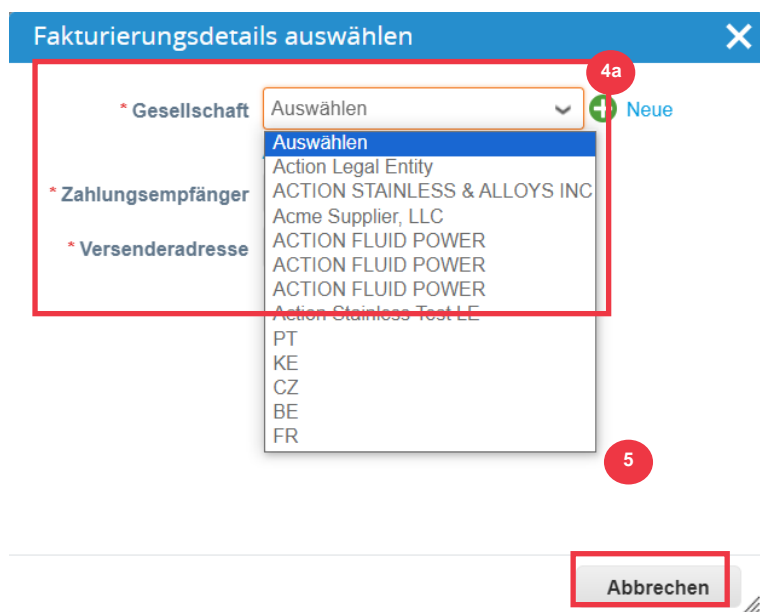 Fakturierungsdetails auswählen
4a
* Gesellschaft Auswählen Neue
Auswählen
Action Legal Entity
* Zahlungsempfänger ACTION STAINLESS & ALLOYS INC
Acme Supplier, LLC
* Versenderadresse ACTION FLUID POWER
ACTION FLUID POWER
ACTION FLUID POWER
Action Stainless Test LE
PT
KE
CZ
BE
FR
5
Abbrechen